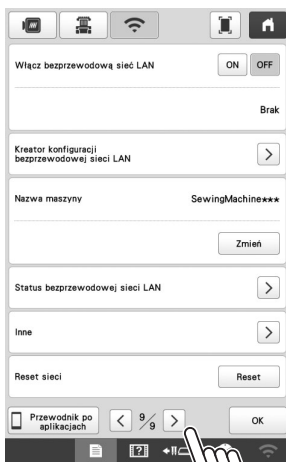 Włącz bezprzewodową sieć LAN ON OFF
Brak
Kreator konfiguracji
bezprzewodowej sieci LAN
Nazwa maszyny SewingMachine***
Zmień
Status bezprzewodowej sieci LAN
Inne
Reset sieci Reset
Przewodnik po
aplikacjach
9/9
OK